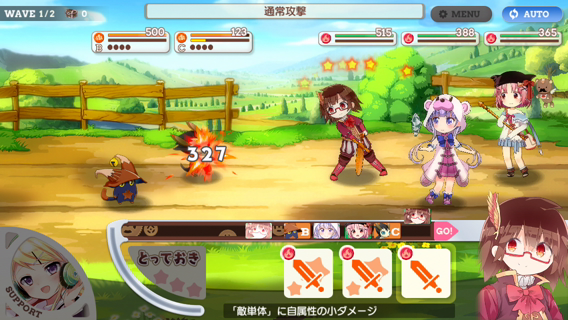 WAVE 1/2 0
通常攻撃
MENU
AUTO
500
B
123
C
515
388
365
327
B
C
GO!
SUPPORT
とっておき
「敵単体」に自属性の小ダメージ